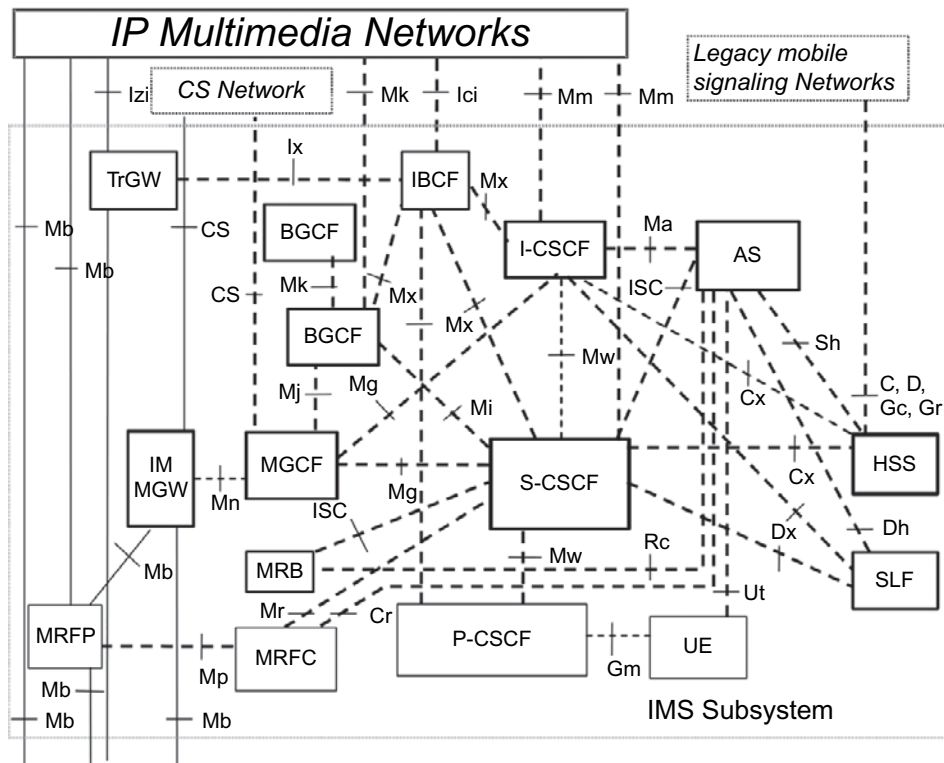 IP Multimedia Networks
Legacy mobile
signaling Networks
CS Network
Izi
Mk
Ici
Mm
Mm
Ix
TrGW
IBCF
Mx
Mb
CS
BGCF
I-CSCF
Ma
AS
Mb
CS
Mk
Mx
ISC
BGCF
Mx
Mw
Sh
Mj
Mg
Mi
Cx
C, D,
Gc, Gr
IM
MGW
Mn
MGCF
Mg
S-CSCF
Cx
HSS
ISC
Mb
MRB
Mw
Rc
Dx
Dh
SLF
Mr
Cr
Ut
MRFP
Mp
MRFC
P-CSCF
Gm
UE
Mb
Mb
Mb
IMS Subsystem